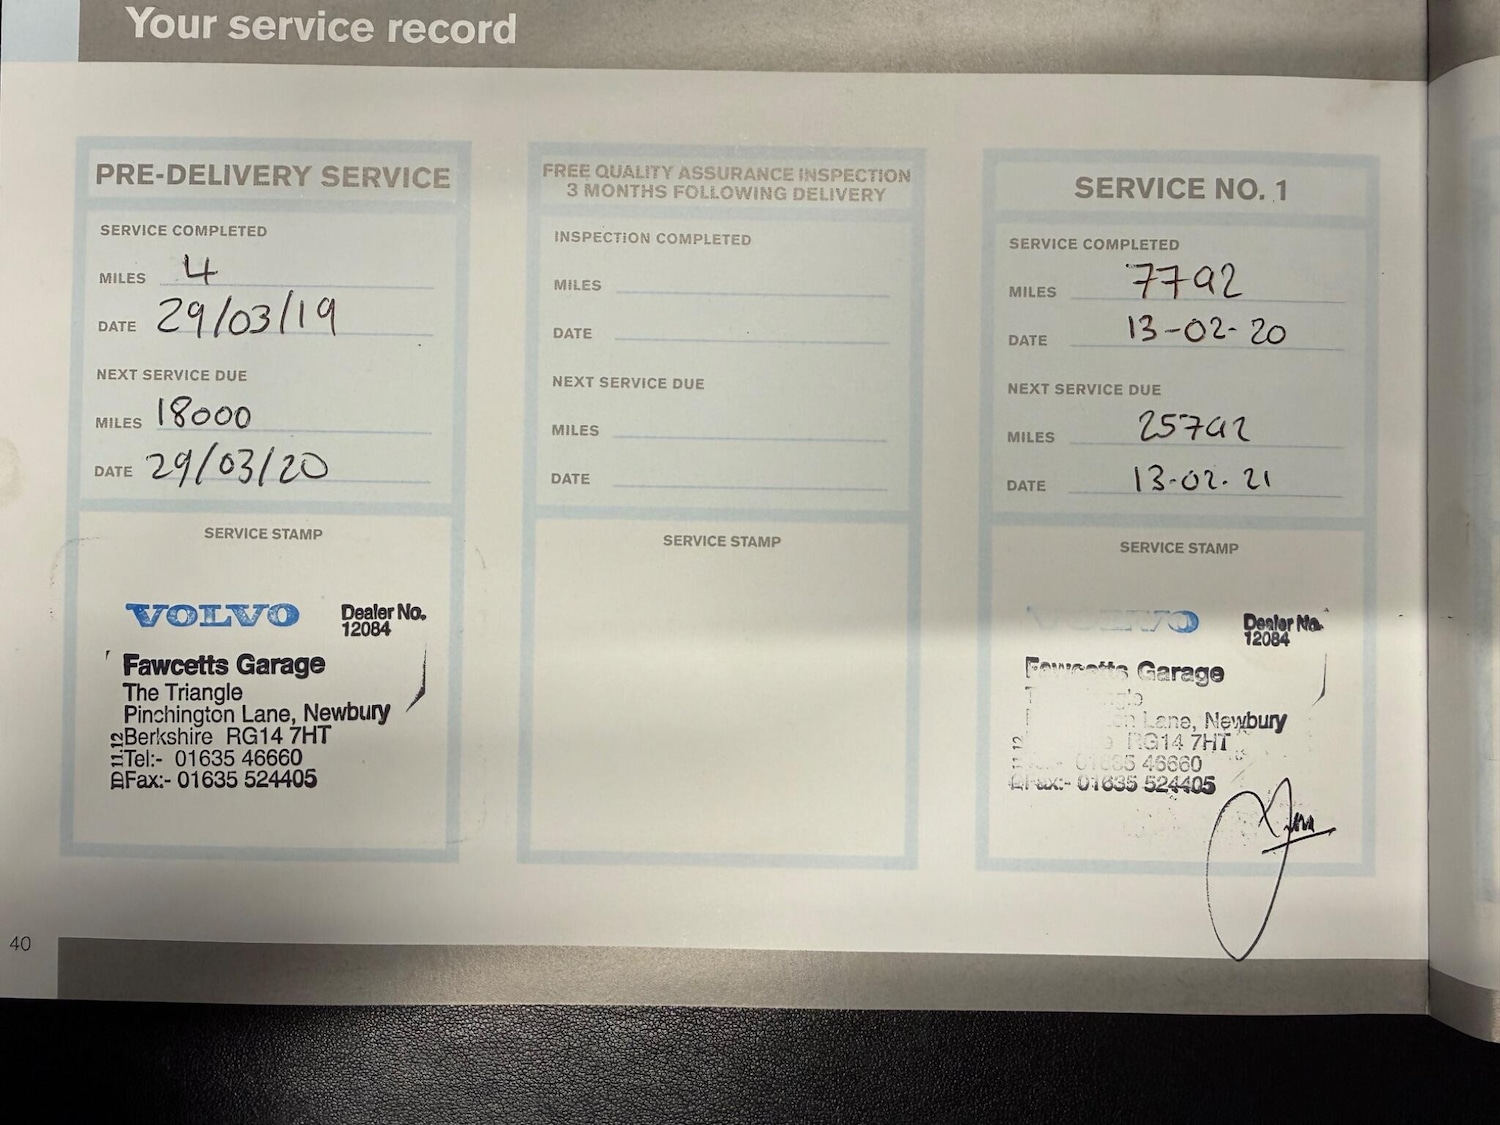 Your service record
PRE-DELIVERY SERVICE
SERVICE COMPLETED
MILES 4
DATE 29/03/19
NEXT SERVICE DUE
MILES 18000
DATE 29/03/20
SERVICE STAMP
VOLVO Dealer No.
12084
Fawcetts Garage
The Triangle
Pinchington Lane, Newbury
Berkshire RG14 7HT
Tel:- 01635 46660
Fax:- 01635 524405
FREE QUALITY ASSURANCE INSPECTION
3 MONTHS FOLLOWING DELIVERY
INSPECTION COMPLETED
MILES
DATE
NEXT SERVICE DUE
MILES
DATE
SERVICE STAMP
SERVICE NO. 1
SERVICE COMPLETED
MILES 7792
DATE 13-02-20
NEXT SERVICE DUE
MILES 25792
DATE 13-02-21
SERVICE STAMP
VOLVO Dealer No.
12084
Fawcetts Garage
Lane, Newbury
RG14 7HT
01635 46660
Fax:- 01635 524405
40